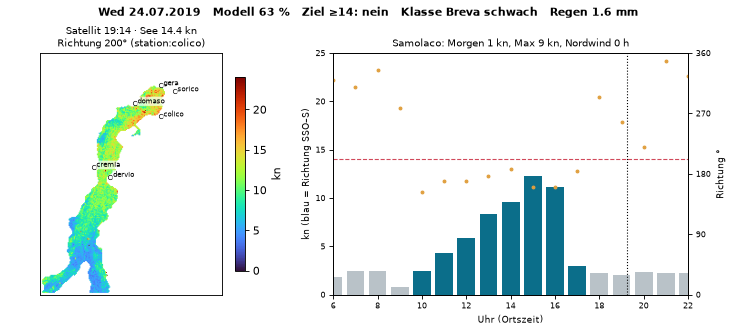 Wed 24.07.2019 Modell 63 % Ziel ≥14: nein Klasse Breva schwach Regen 1.6 mm
Satellit 19:14 · See 14.4 kn
Richtung 200° (station:colico)
gera
sorico
domaso
colico
cremia
dervio
20
15
10
5
0
kn
Samolaco: Morgen 1 kn, Max 9 kn, Nordwind 0 h
25
20
15
10
5
0
kn (blau = Richtung SSO–S)
360
270
180
90
0
Richtung °
6 8 10 12 14 16 18 20 22
Uhr (Ortszeit)